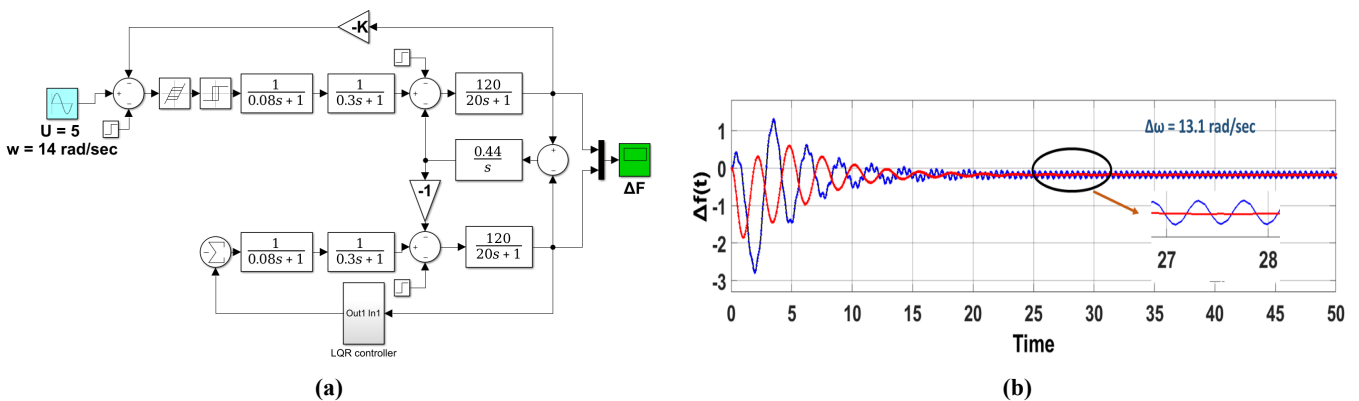 -K
1
0.08s + 1
1
0.3s + 1
120
20s + 1
U = 5
w = 14 rad/sec
0.44
s
-1
ΔF
1
0.08s + 1
1
0.3s + 1
120
20s + 1
Out1 In1
LQR controller
(a)
Δf(t)
1
0
-1
-2
-3
Δω = 13.1 rad/sec
27
28
0 5 10 15 20 25 30 35 40 45 50
Time
(b)